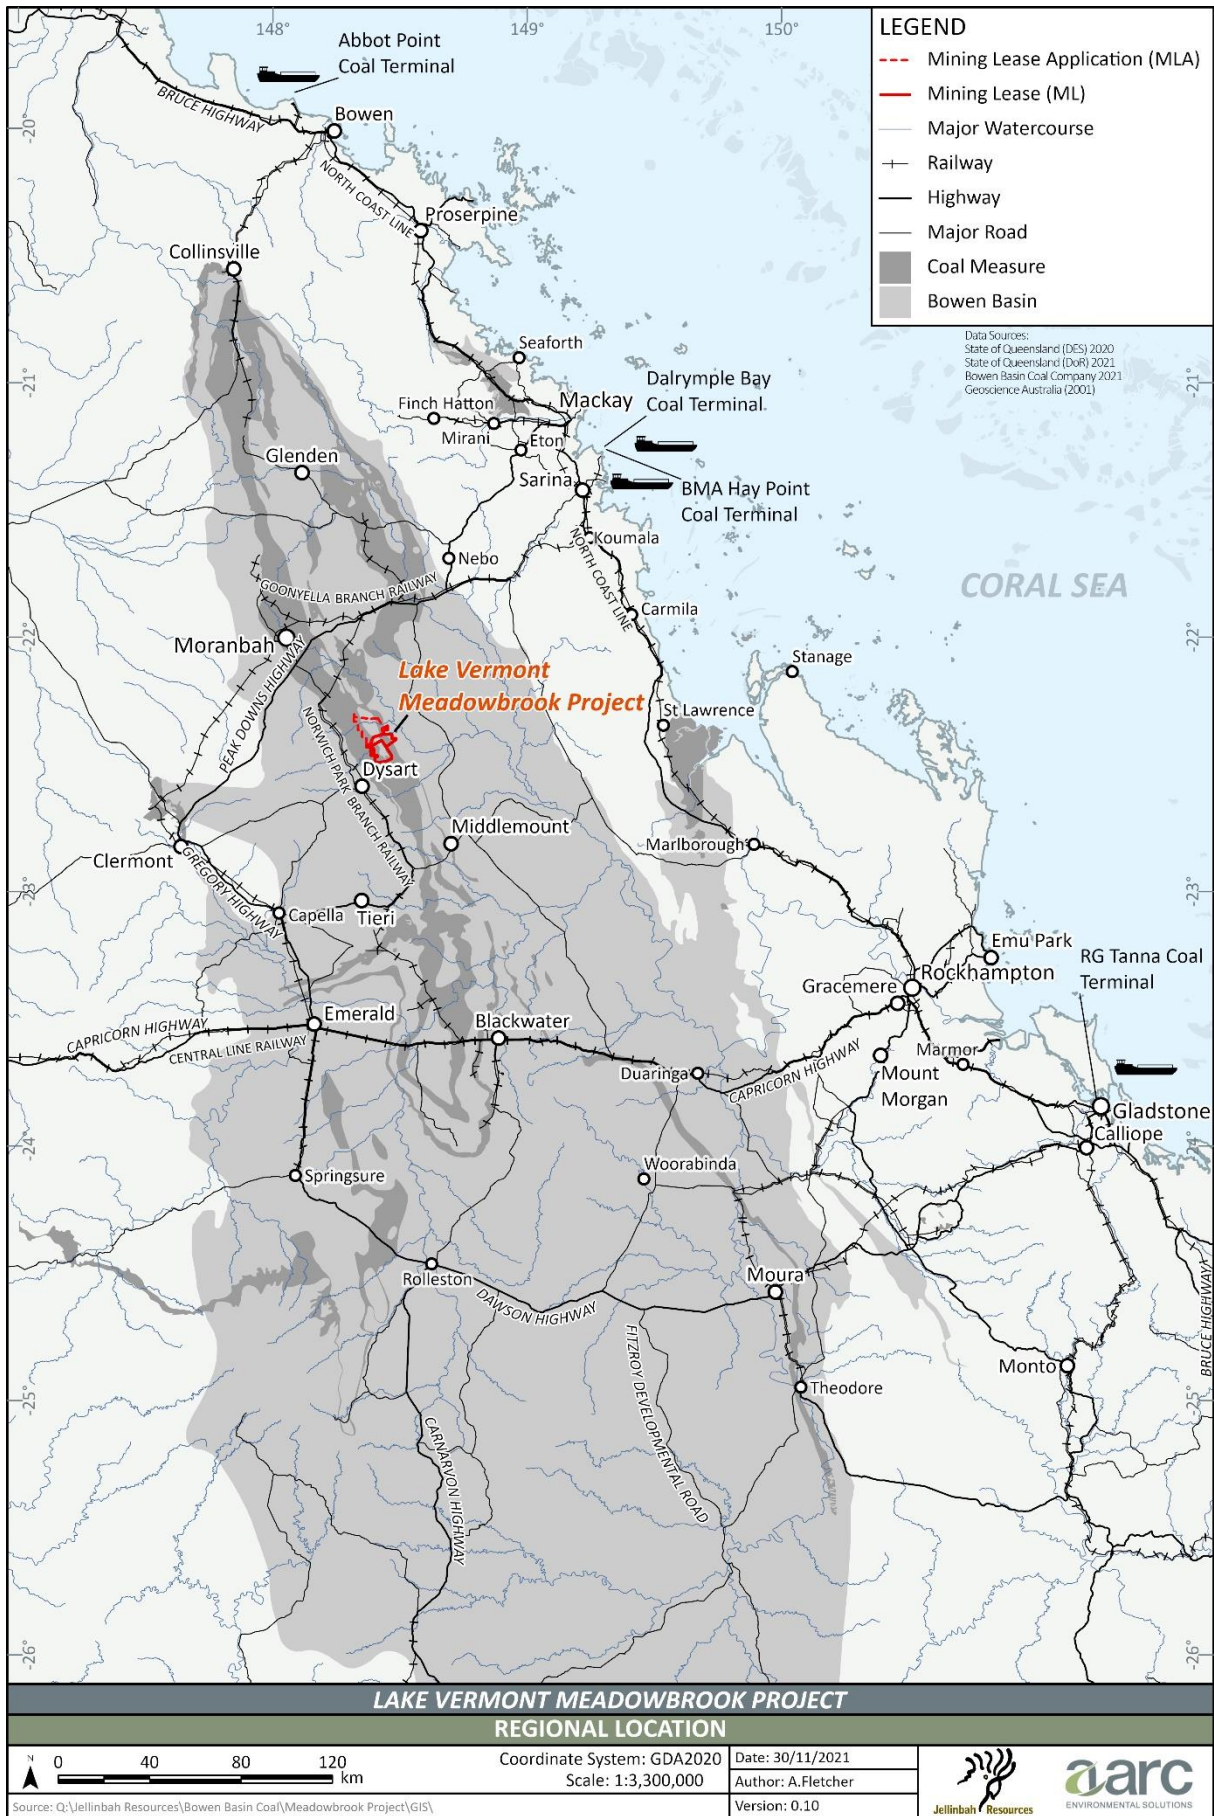 148°
149°
150°
Abbot Point
Coal Terminal
BRUCE HIGHWAY
Bowen
-20°
NORTH COAST LINE
Proserpine
Collinsville
LEGEND
Mining Lease Application (MLA)
Mining Lease (ML)
Major Watercourse
Railway
Highway
Major Road
Coal Measure
Bowen Basin
Data Sources:
State of Queensland (DES) 2020
State of Queensland (DoR) 2021
Bowen Basin Coal Company 2021
Geoscience Australia (2001)
Seaforth
-21°
-21°
Dalrymple Bay
Coal Terminal
Finch Hatton
Mackay
Mirani
Eton
Glenden
Sarina
BMA Hay Point
Coal Terminal
Koumala
NORTH COAST LINE
Nebo
GOONYELLA BRANCH RAILWAY
CORAL SEA
Carmila
-22°
-22°
Moranbah
Stanage
Lake Vermont
Meadowbrook Project
PEAK DOWNS HIGHWAY
NORWICH PARK BRANCH RAILWAY
St Lawrence
Dysart
Middlemount
Marlborough
Clermont
GREGORY HIGHWAY
-23°
-23°
Capella
Tieri
Emu Park
RG Tanna Coal
Terminal
Rockhampton
Gracemere
Emerald
Blackwater
CAPRICORN HIGHWAY
CENTRAL LINE RAILWAY
Marmor
Duaringa
CAPRICORN HIGHWAY
Mount
Morgan
Gladstone
Calliope
-24°
-24°
Woorabinda
Springsure
Rolleston
Moura
DAWSON HIGHWAY
FITZROY DEVELOPMENTAL ROAD
BRUCE HIGHWAY
Monto
Theodore
-25°
-25°
CARNARVON HIGHWAY
-26°
-26°
LAKE VERMONT MEADOWBROOK PROJECT
REGIONAL LOCATION
N
0 40 80 120
km
Coordinate System: GDA2020
Scale: 1:3,300,000
Date: 30/11/2021
Author: A.Fletcher
Version: 0.10
Source: Q:\Jellinbah Resources\Bowen Basin Coal\Meadowbrook Project\GIS\
Jellinbah Resources
aarc
ENVIRONMENTAL SOLUTIONS